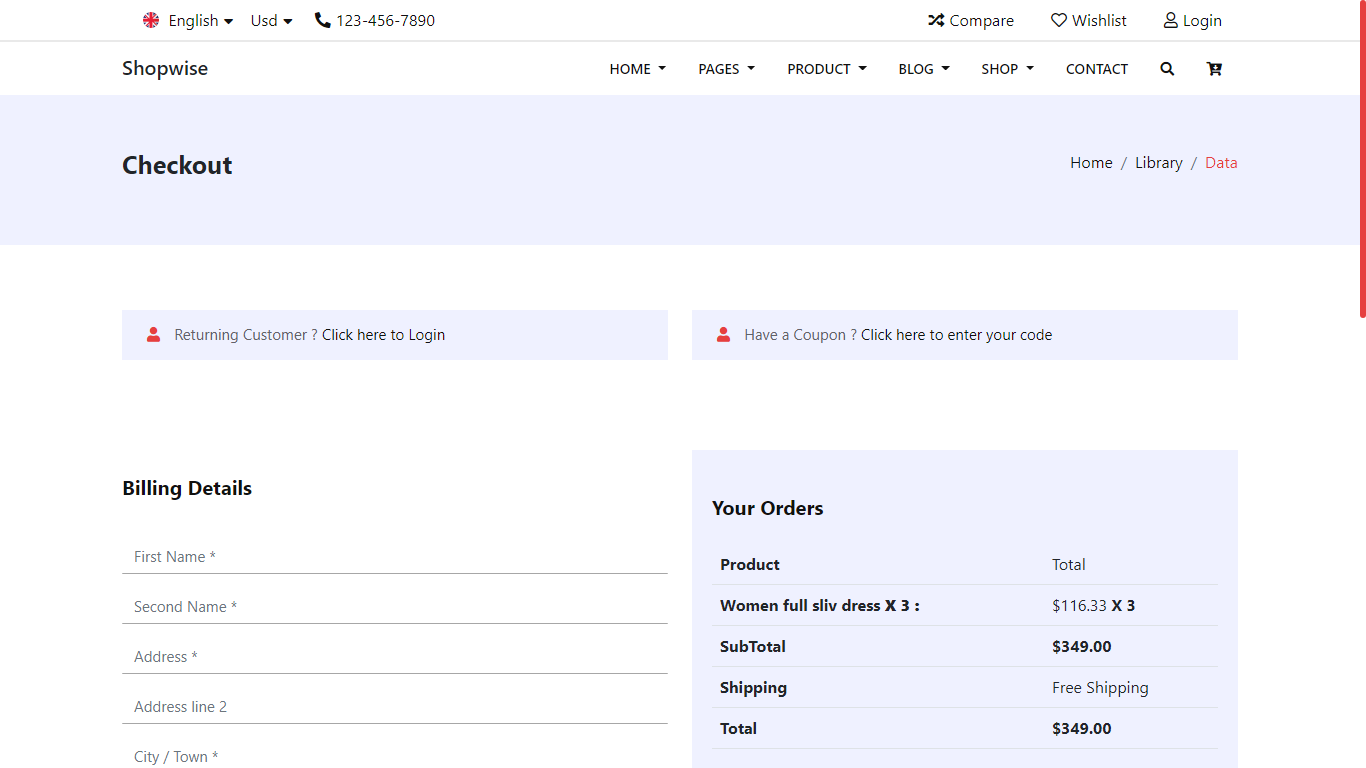 English Usd 123-456-7890 Compare Wishlist Login
Shopwise HOME PAGES PRODUCT BLOG SHOP CONTACT
Checkout Home / Library / Data
Returning Customer ? Click here to Login
Have a Coupon ? Click here to enter your code
Billing Details
First Name *
Second Name *
Address *
Address line 2
City / Town *
Your Orders
Product Total
Women full sliv dress X 3 : $116.33 X 3
SubTotal $349.00
Shipping Free Shipping
Total $349.00